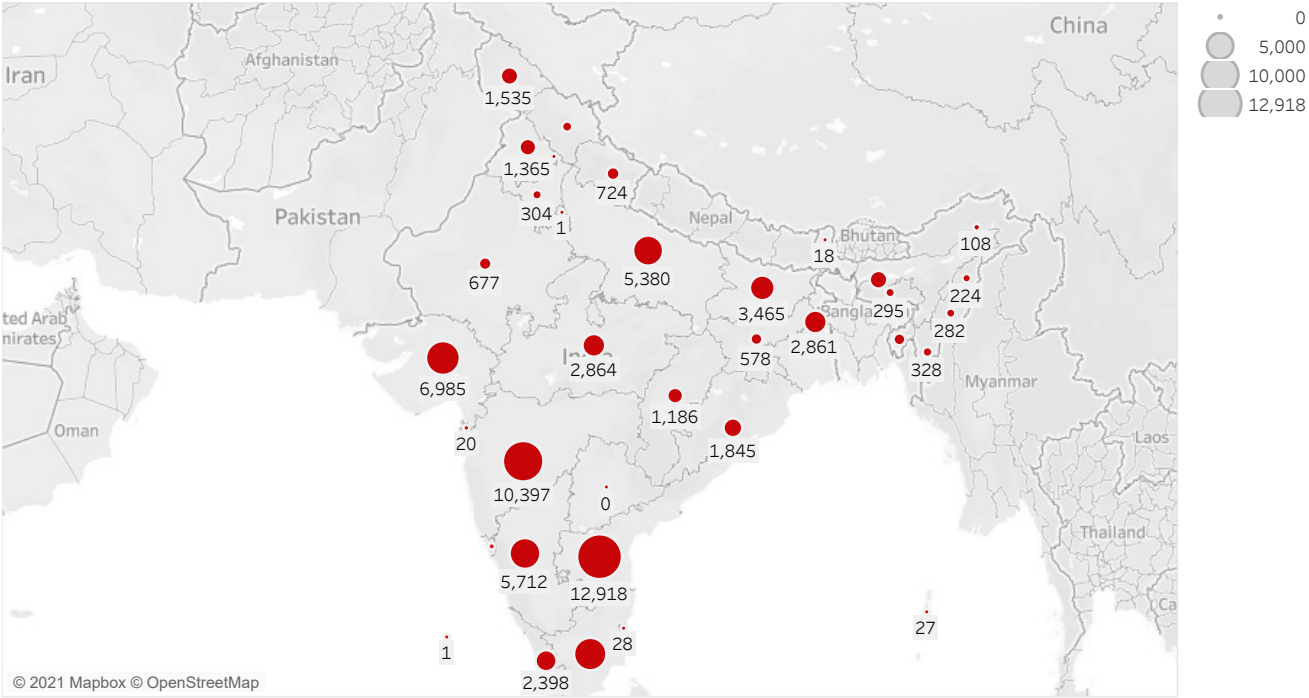 China
0
Afghanistan
5,000
Iran
10,000
1,535
12,918
1,365
724
Pakistan
304
Nepal
1
Bhutan
108
18
677
5,380
224
3,465
295
ted Arab
mirates
282
2,861
578
328
2,864
6,985
Myanmar
1,186
Oman
Laos
20
1,845
10,397
0
Thailand
5,712
12,918
27
28
1
2,398
© 2021 Mapbox © OpenStreetMap